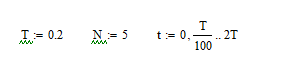 T := 0.2 N := 5 t := 0, T/100 .. 2T